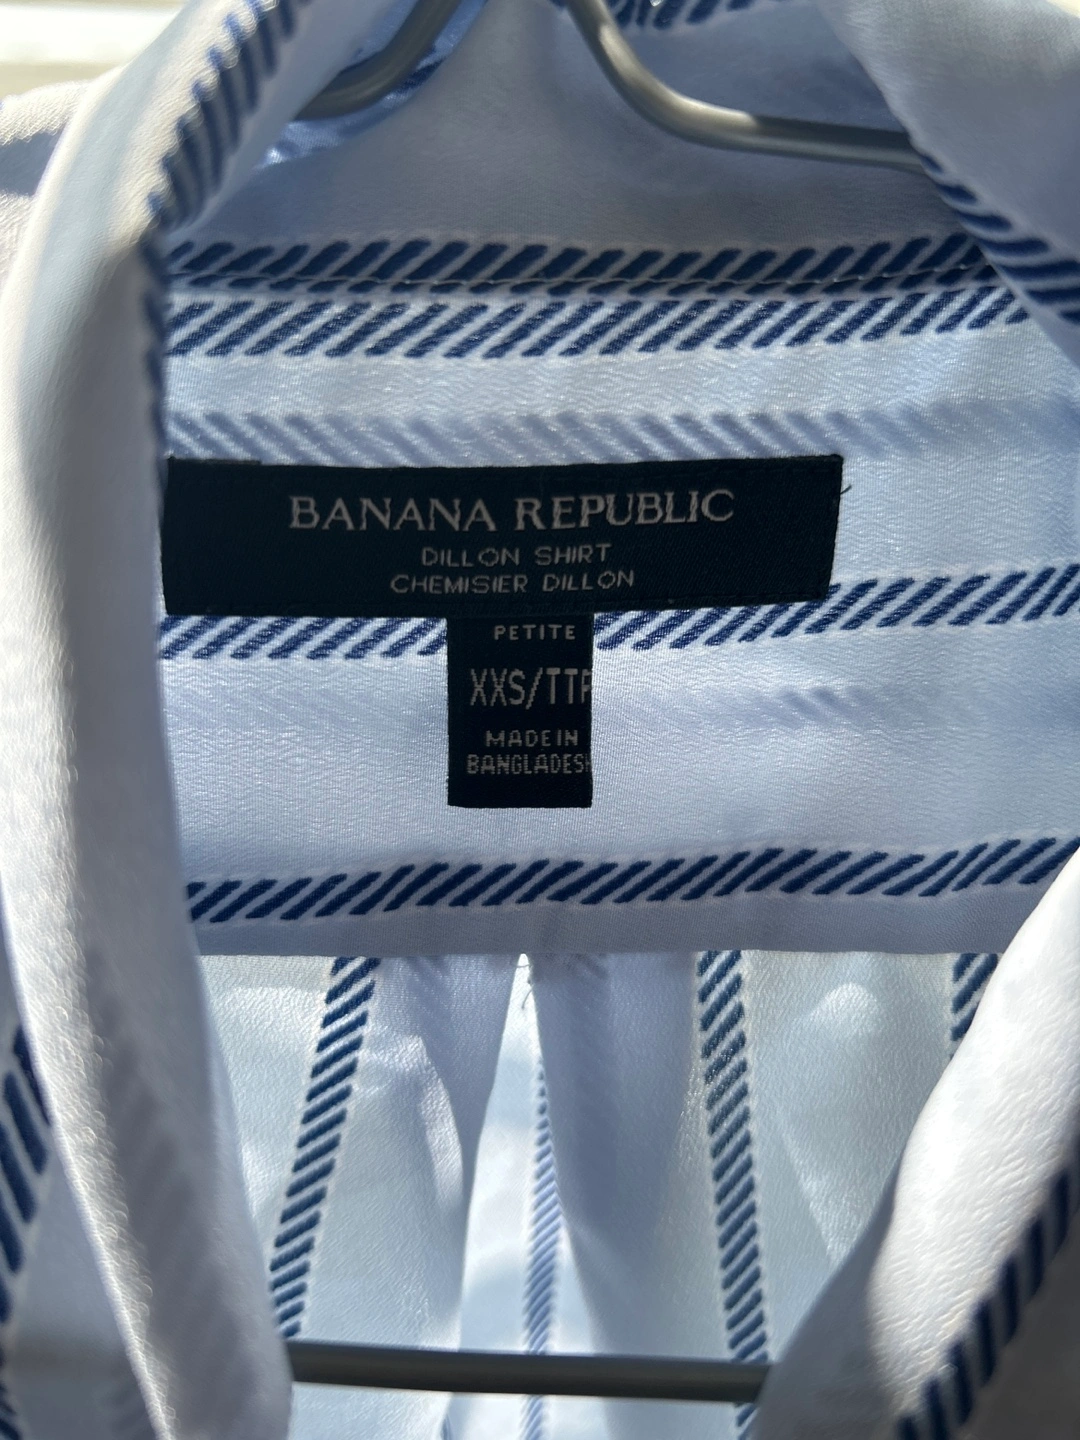 BANANA REPUBLIC
DILLON SHIRT
CHEMISIER DILLON
PETITE
XXS/TTP
MADE IN
BANGLADESH